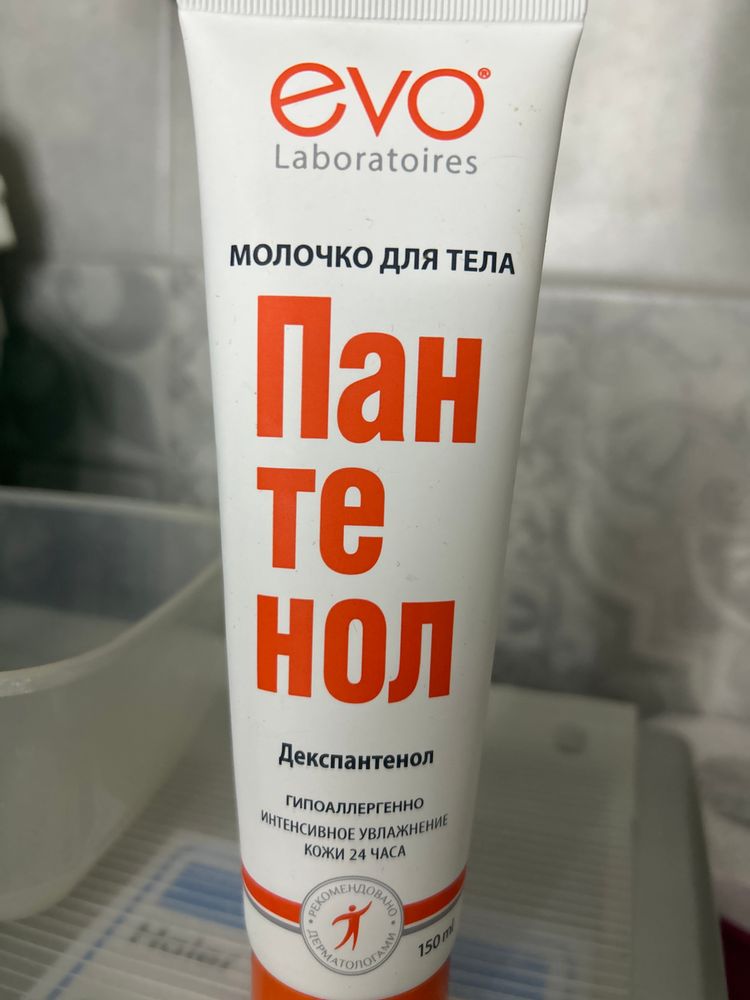 evo®
Laboratoires
МОЛОЧКО ДЛЯ ТЕЛА
Пан
те
нол
Декспантенол
ГИПОАЛЛЕРГЕННО
ИНТЕНСИВНОЕ УВЛАЖНЕНИЕ
КОЖИ 24 ЧАСА
• РЕКОМЕНДОВАНО •
ДЕРМАТОЛОГАМИ
150 ml
Haier